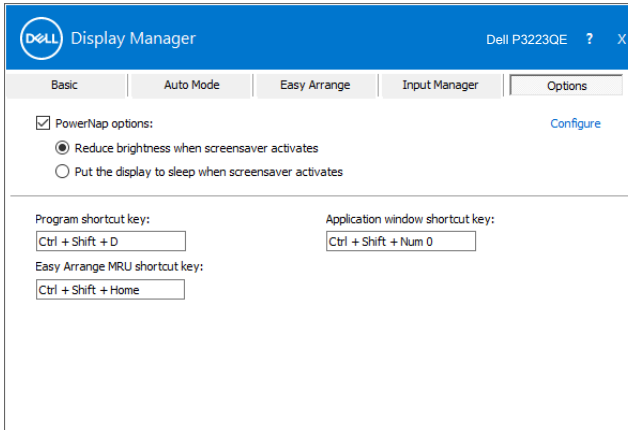 DELL Display Manager Dell P3223QE ? X
Basic Auto Mode Easy Arrange Input Manager Options
PowerNap options: Configure
Reduce brightness when screensaver activates
Put the display to sleep when screensaver activates
Program shortcut key: Application window shortcut key:
Ctrl + Shift + D Ctrl + Shift + Num 0
Easy Arrange MRU shortcut key:
Ctrl + Shift + Home